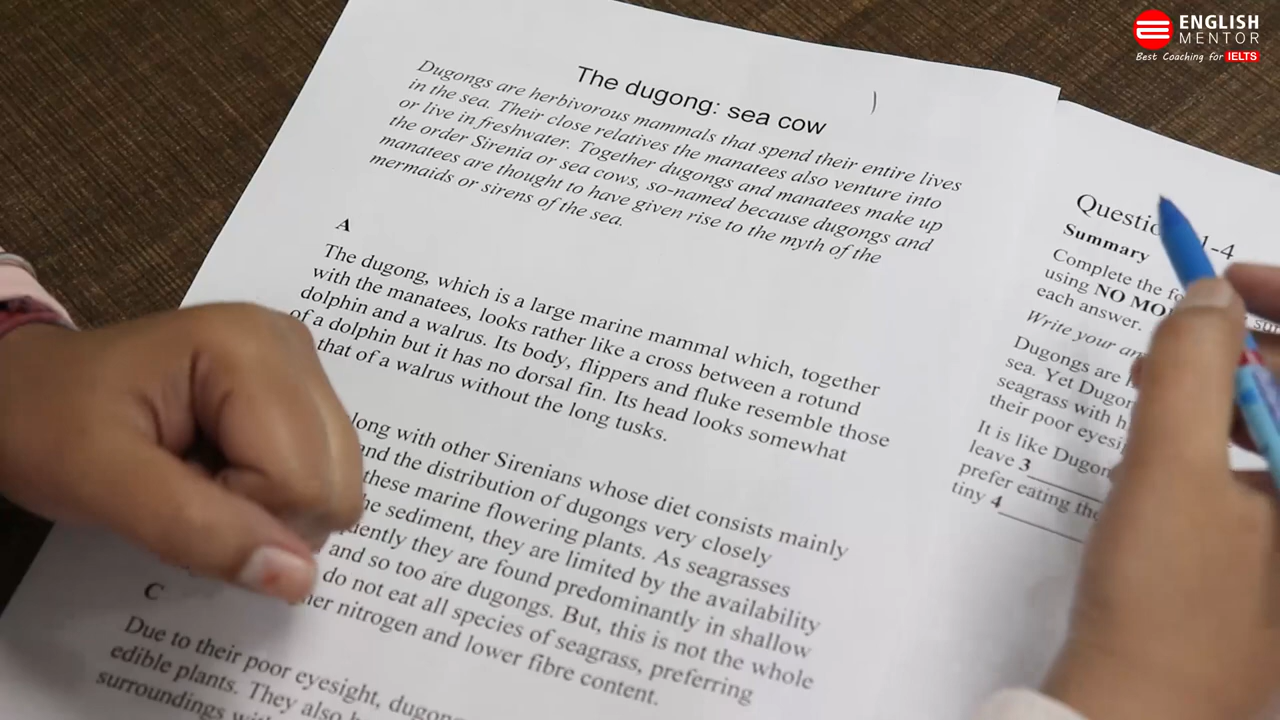 ENGLISH
MENTOR
Best Coaching for IELTS
The dugong: sea cow
Dugongs are herbivorous mammals that spend their entire lives
in the sea. Their close relatives the manatees also venture into
or live in freshwater. Together dugongs and manatees make up
the order Sirenia or sea cows, so-named because dugongs and
manatees are thought to have given rise to the myth of the
mermaids or sirens of the sea.
A
The dugong, which is a large marine mammal which, together
with the manatees, looks rather like a cross between a rotund
dolphin and a walrus. Its body, flippers and fluke resemble those
of a dolphin but it has no dorsal fin. Its head looks somewhat
that of a walrus without the long tusks.
long with other Sirenians whose diet consists mainly
and the distribution of dugongs very closely
these marine flowering plants. As seagrasses
he sediment, they are limited by the availability
uently they are found predominantly in shallow
and so too are dugongs. But, this is not the whole
do not eat all species of seagrass, preferring
her nitrogen and lower fibre content.
C
Due to their poor eyesight, dugong
edible plants. They also h
surroundings wi
Questio 1-4
Summary
Complete the fo
using NO MO
each answer.
Write your an
Dugongs are h
sea. Yet Dugon
seagrass with h
their poor eyesi
It is like Dugon
leave 3
prefer eating the
tiny 4